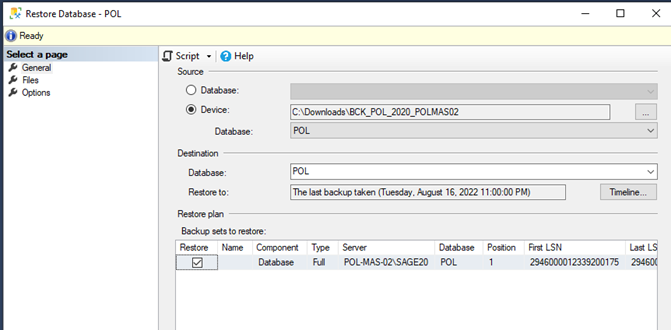 Restore Database - POL
Ready
Select a page
General
Files
Options
Script
Help
Source
Database:
Device:
C:\Downloads\BCK_POL_2020_POLMAS02
...
Database:
POL
Destination
Database:
POL
Restore to:
The last backup taken (Tuesday, August 16, 2022 11:00:00 PM)
Timeline...
Restore plan
Backup sets to restore:
Restore Name Component Type Server Database Position First LSN Last LS
Database Full POL-MAS-02\SAGE20 POL 1 2946000012339200175 294600